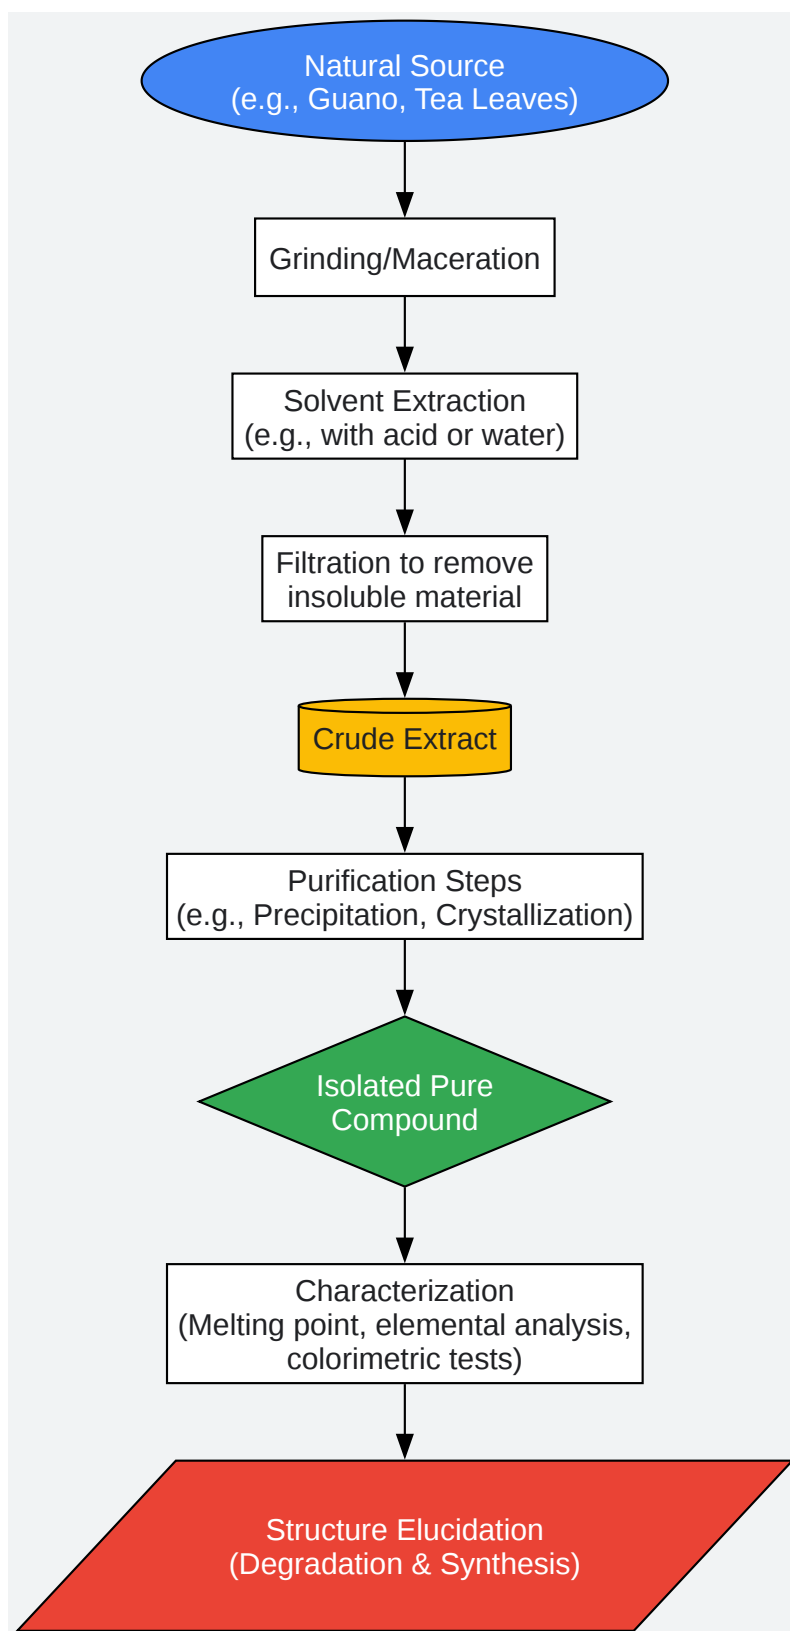 Natural Source
(e.g., Guano, Tea Leaves)
Grinding/Maceration
Solvent Extraction
(e.g., with acid or water)
Filtration to remove
insoluble material
Crude Extract
Purification Steps
(e.g., Precipitation, Crystallization)
Isolated Pure
Compound
Characterization
(Melting point, elemental analysis,
colorimetric tests)
Structure Elucidation
(Degradation & Synthesis)